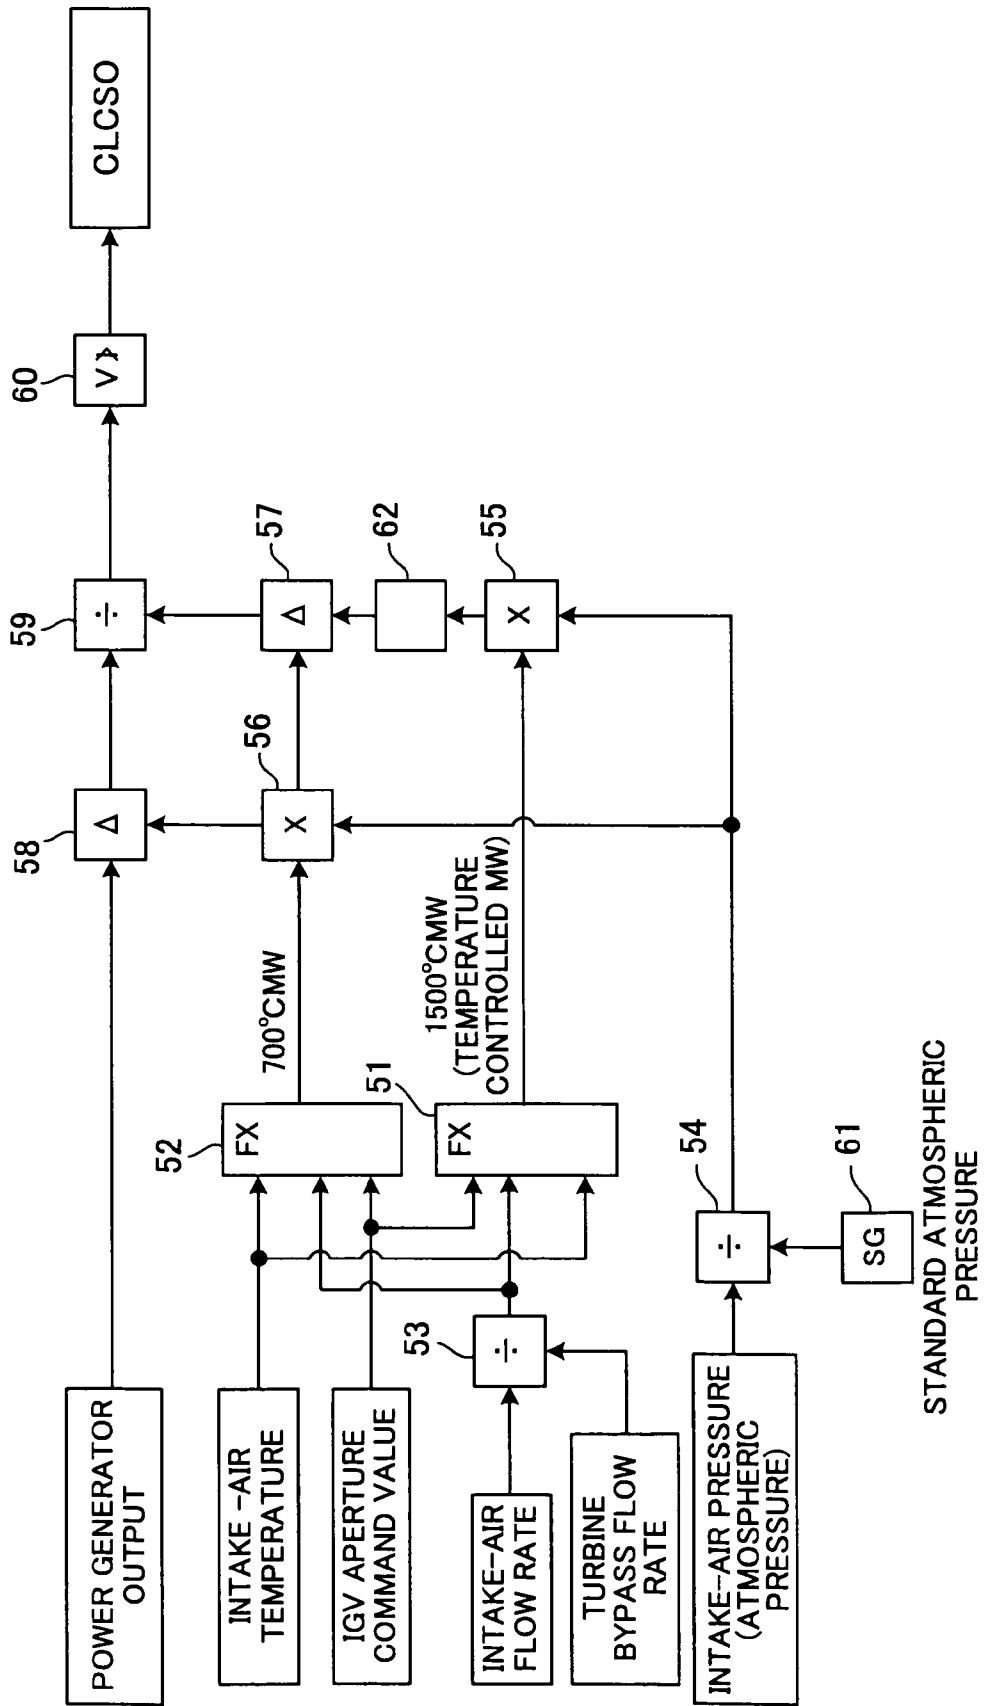 POWER GENERATOR
OUTPUT
INTAKE -AIR
TEMPERATURE
IGV APERTURE
COMMAND VALUE
INTAKE-AIR
FLOW RATE
TURBINE
BYPASS FLOW
RATE
INTAKE-AIR PRESSURE
(ATMOSPHERIC
PRESSURE)
53
÷
54
÷
61
SG
STANDARD ATMOSPHERIC
PRESSURE
52
FX
51
FX
700°CMW
1500°CMW
(TEMPERATURE
CONTROLLED MW)
58
Δ
56
X
59
÷
57
Δ
62
55
X
60
V
CLCSO